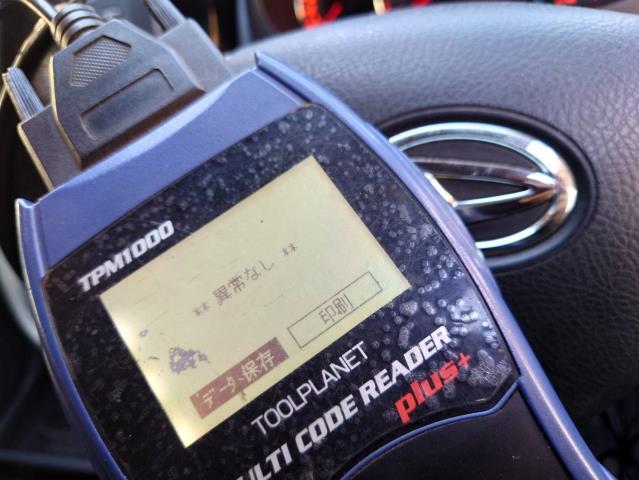 TPM1000
** 異常なし **
データ保存
印刷
TOOLPLANET
MULTI CODE READER
plus+